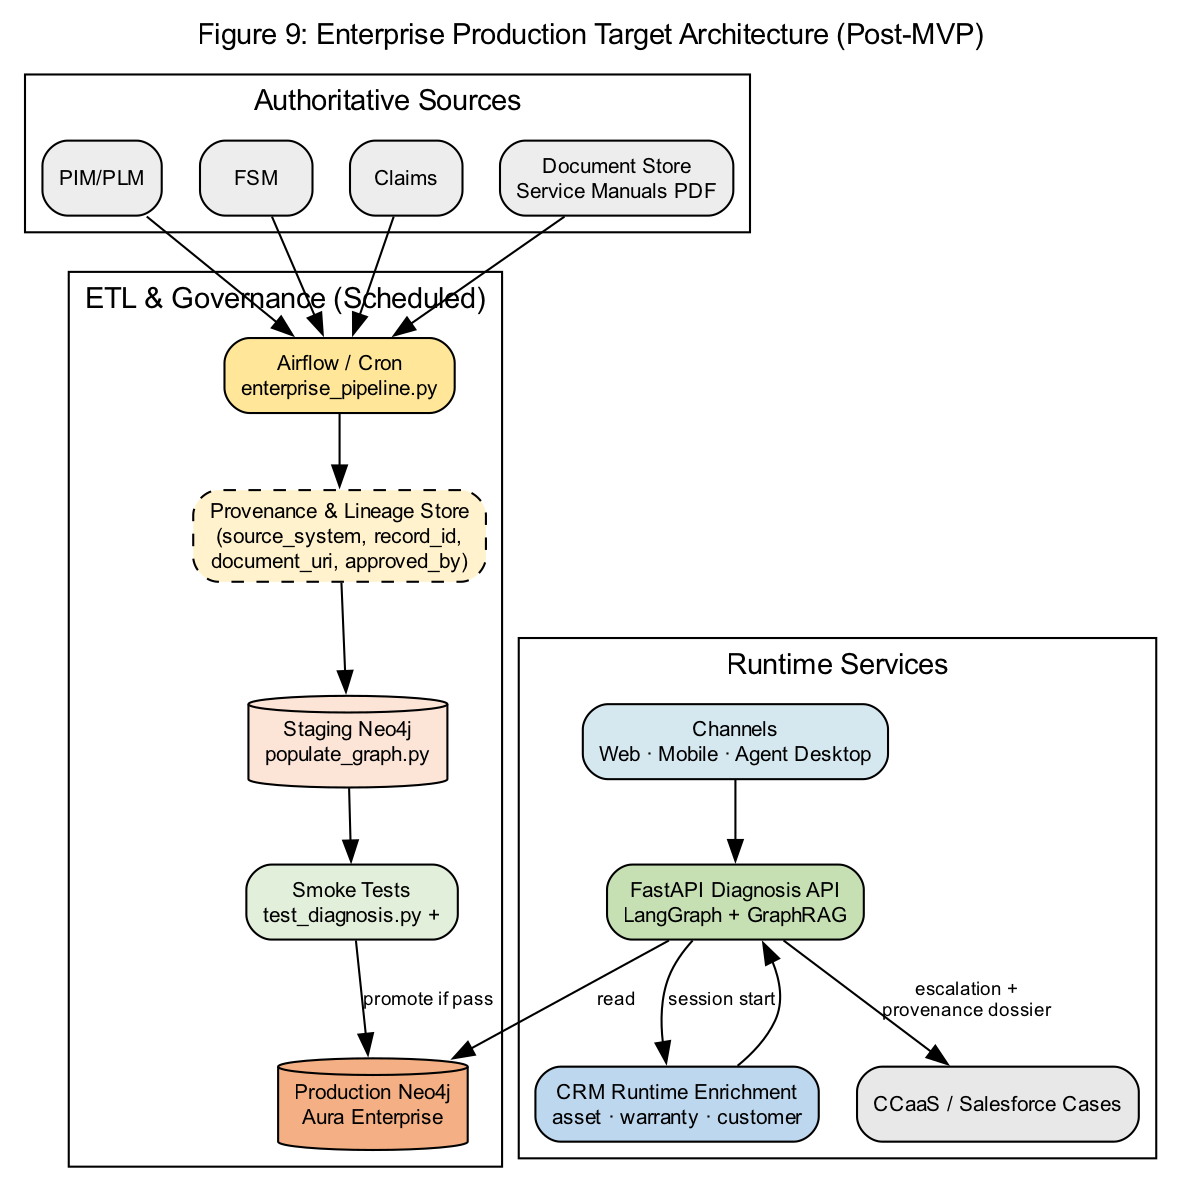 Figure 9: Enterprise Production Target Architecture (Post-MVP)
Authoritative Sources
PIM/PLM
FSM
Claims
Document Store
Service Manuals PDF
ETL & Governance (Scheduled)
Airflow / Cron
enterprise_pipeline.py
Provenance & Lineage Store
(source_system, record_id,
document_uri, approved_by)
Staging Neo4j
populate_graph.py
Smoke Tests
test_diagnosis.py +
promote if pass
Production Neo4j
Aura Enterprise
Runtime Services
Channels
Web · Mobile · Agent Desktop
FastAPI Diagnosis API
LangGraph + GraphRAG
read
session start
escalation +
provenance dossier
CRM Runtime Enrichment
asset · warranty · customer
CCaaS / Salesforce Cases